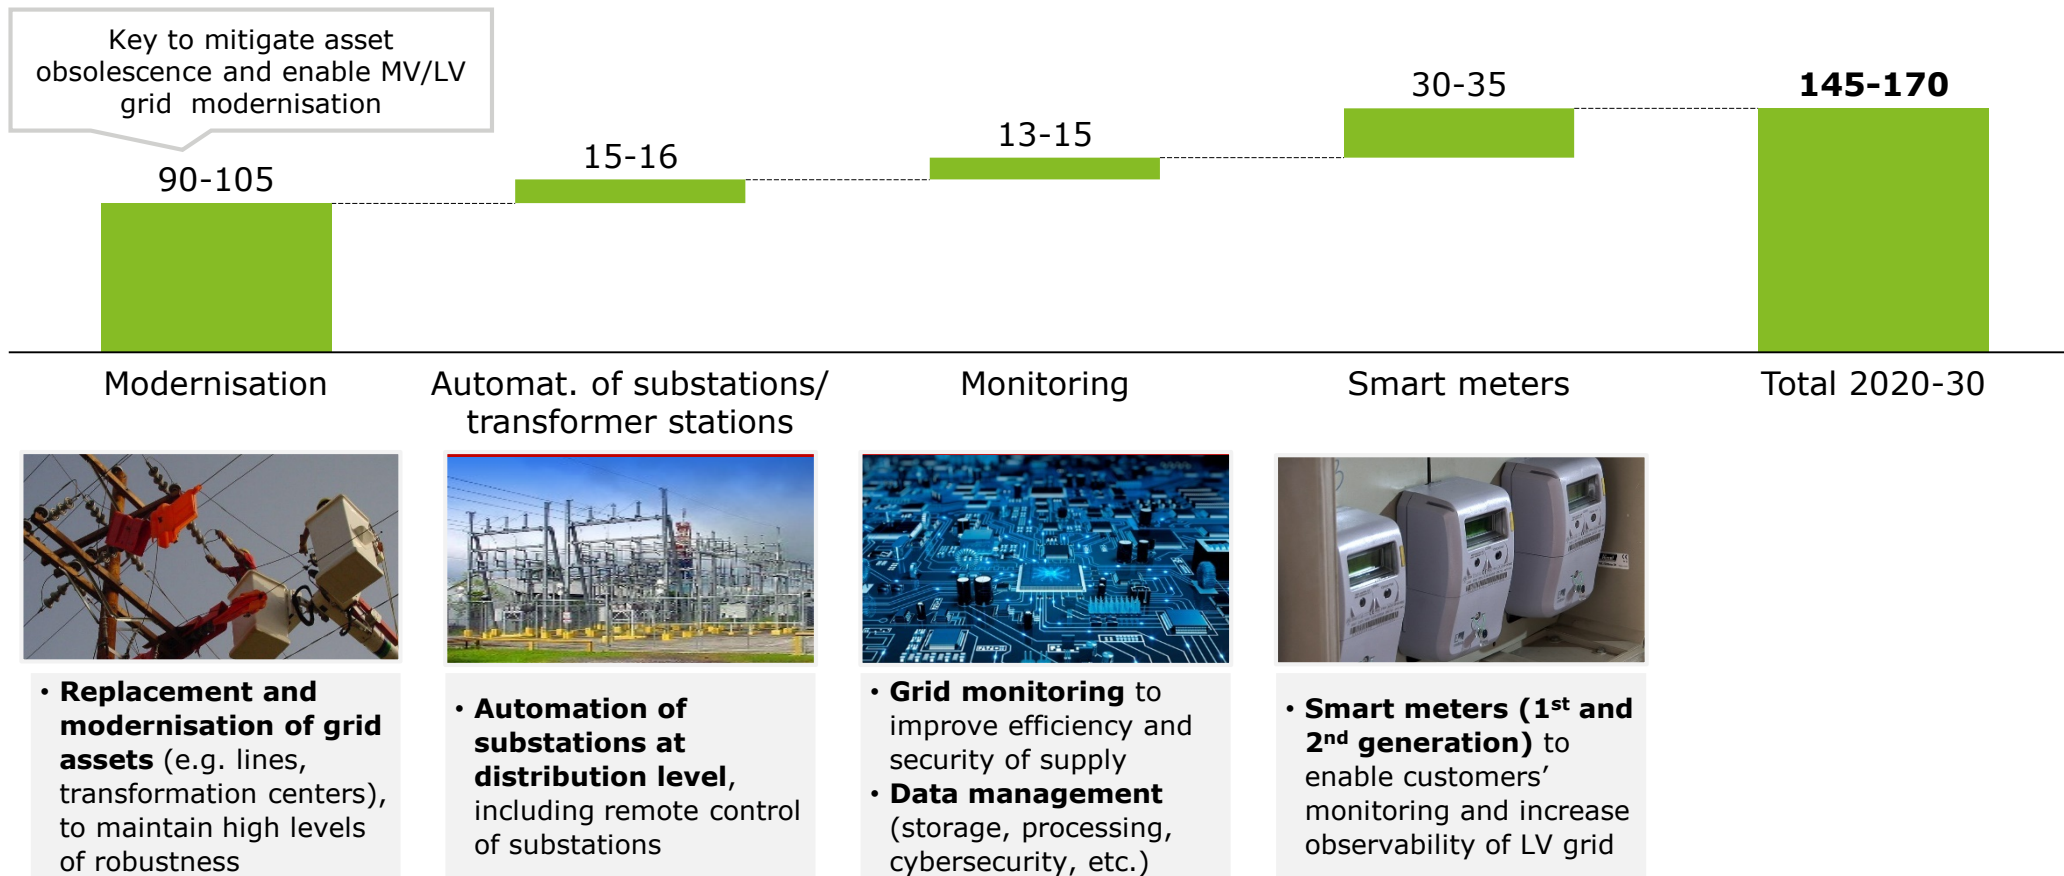 Key to mitigate asset
obsolescence and enable MV/LV
grid modernisation
90-105
15-16
13-15
30-35
145-170
Modernisation
Automat. of substations/
transformer stations
Monitoring
Smart meters
Total 2020-30
• Replacement and
modernisation of grid
assets (e.g. lines,
transformation centers),
to maintain high levels
of robustness
• Automation of
substations at
distribution level,
including remote control
of substations
• Grid monitoring to
improve efficiency and
security of supply
• Data management
(storage, processing,
cybersecurity, etc.)
• Smart meters (1st and
2nd generation) to
enable customers’
monitoring and increase
observability of LV grid